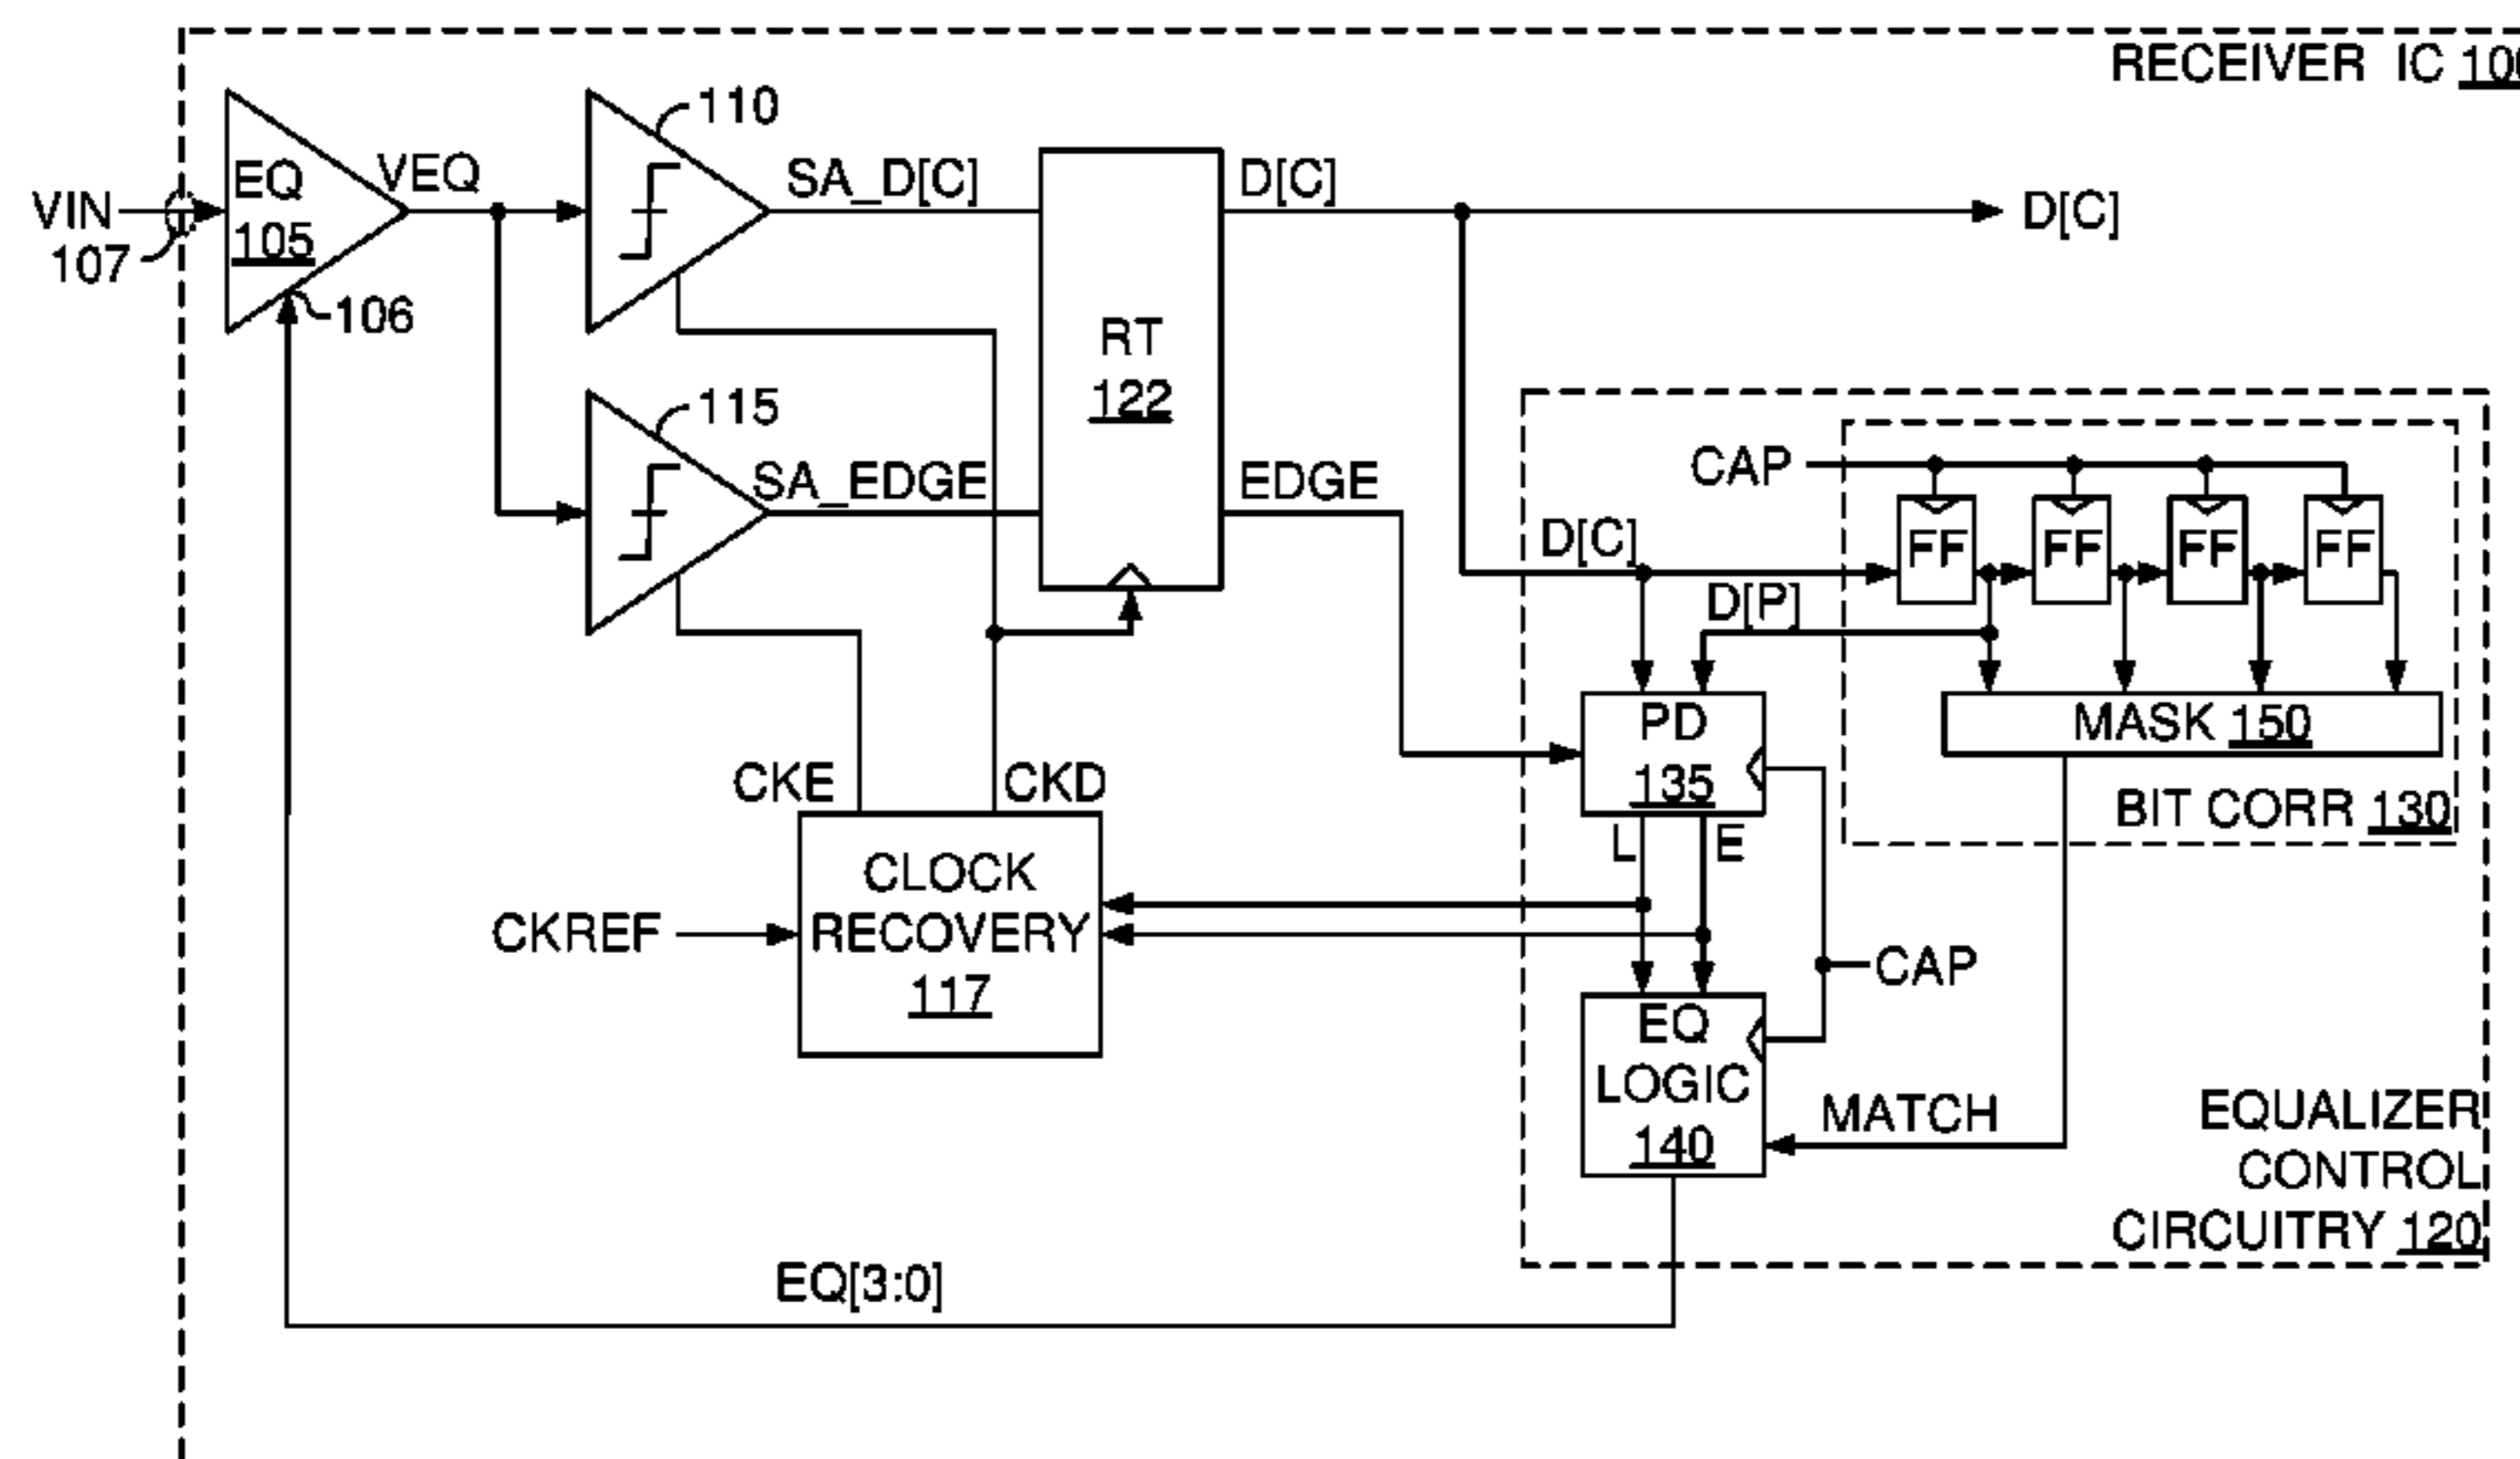 RECEIVER IC 100
110
VIN
EQ
105
VEQ
SA_D[C]
D[C]
D[C]
107
106
RT
122
115
SA_EDGE
EDGE
CAP
FF
FF
FF
FF
D[C]
D[P]
PD
135
MASK 150
BIT CORR 130
CKE
CKD
L
E
CLOCK
RECOVERY
117
CKREF
CAP
EQ
LOGIC
140
MATCH
EQUALIZER
CONTROL
CIRCUITRY 120
EQ[3:0]